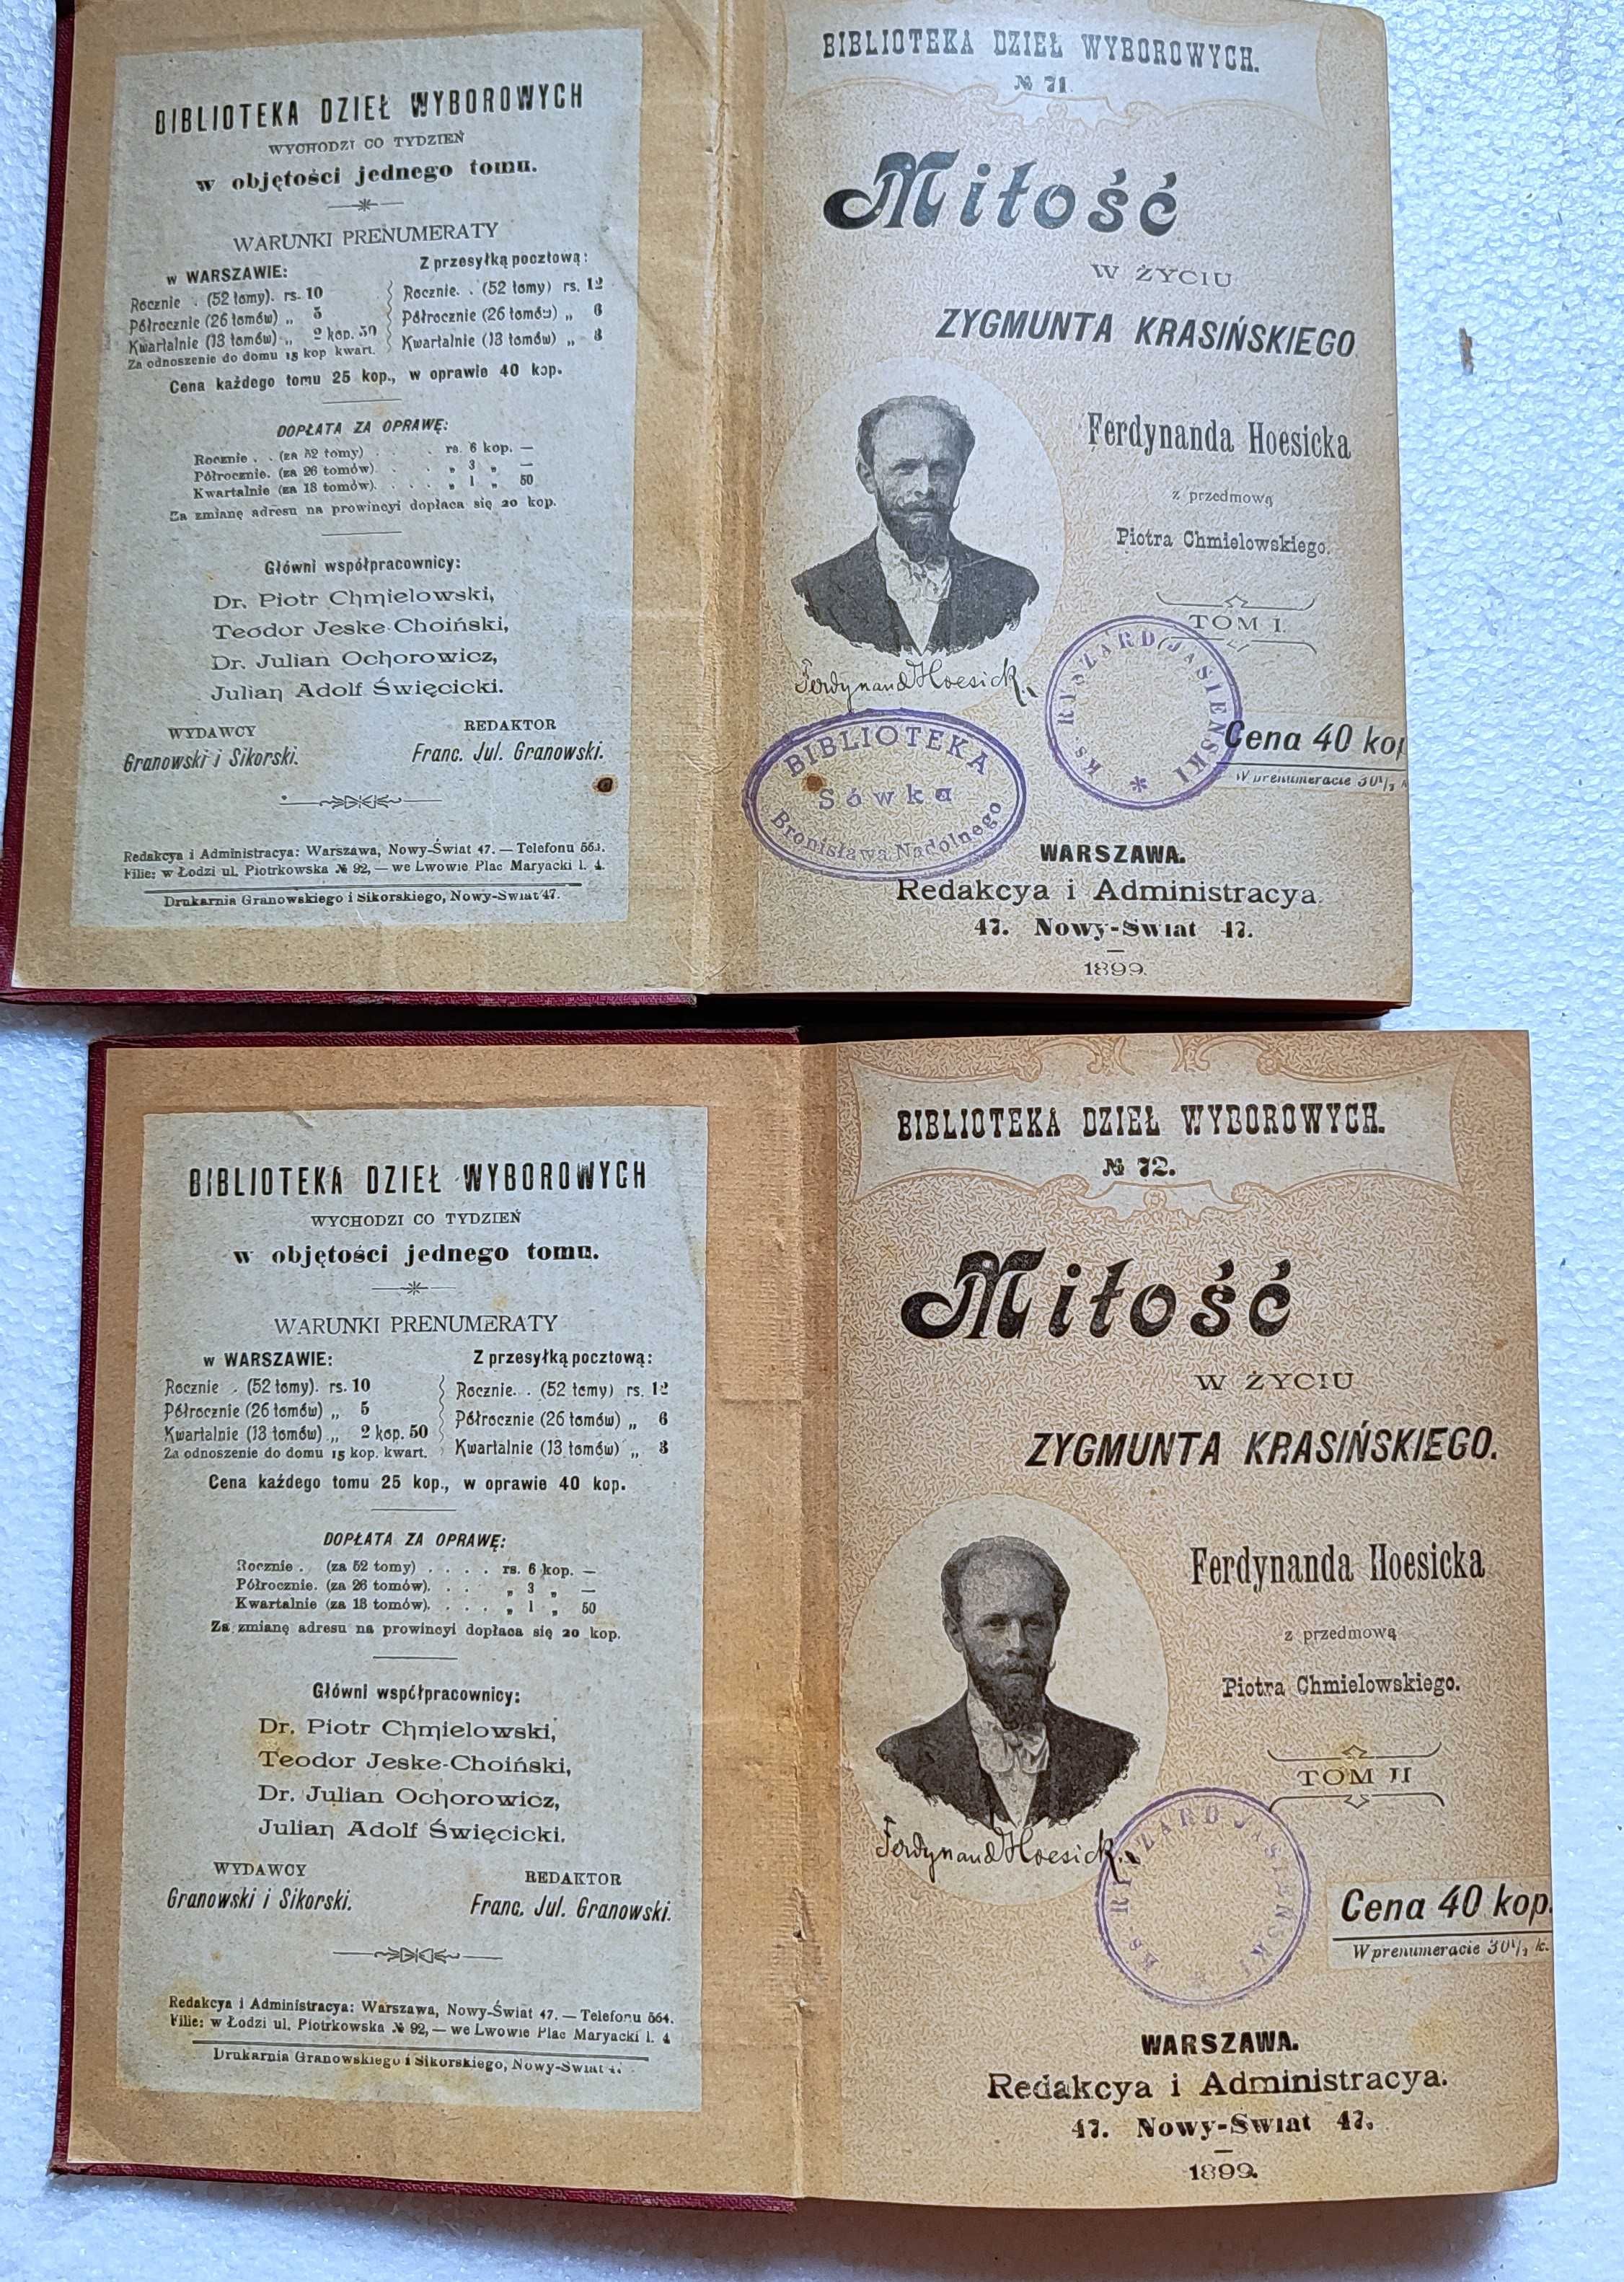 BIBLIOTEKA DZIEŁ WYBOROWYCH
WYCHODZI CO TYDZIEŃ
w objętości jednego tomu.
WARUNKI PRENUMERATY
w WARSZAWIE:
Rocznie . (52 tomy). rs. 10
Półrocznie (26 tomów) „ 5
Kwartalnie (13 tomów) „ 2 kop. 50
Za odnoszenie do domu 15 kop kwart.
Z przesyłką pocztową:
Rocznie. . (52 tomy) rs. 12
Półrocznie (26 tomów) „ 6
Kwartalnie (13 tomów) „ 3
Cena każdego tomu 25 kop., w oprawie 40 kop.
DOPŁATA ZA OPRAWĘ:
Rocznie . . (za 52 tomy) . . rs. 6 kop. —
Półrocznie. (za 26 tomów) . . „ 3 „ —
Kwartalnie (za 13 tomów). . . . „ 1 „ 50
Za zmianę adresu na prowincyi dopłaca się 20 kop.
Główni współpracownicy:
Dr. Piotr Chmielowski,
Teodor Jeske-Choiński,
Dr. Julian Ochorowicz,
Julian Adolf Święcicki.
WYDAWCY
Granowski i Sikorski.
REDAKTOR
Franc. Jul. Granowski.
Redakcya i Administracya: Warszawa, Nowy-Świat 47. — Telefonu 564.
Filie: w Łodzi ul. Piotrkowska № 92, — we Lwowie Plac Maryacki l. 4.
Drukarnia Granowskiego i Sikorskiego, Nowy-Świat 47.
BIBLIOTEKA DZIEŁ WYBOROWYCH.
№ 71.
Miłość
W ŻYCIU
ZYGMUNTA KRASIŃSKIEGO
Ferdynanda Hoesicka
z przedmową
Piotra Chmielowskiego.
TOM I.
Ferdynand Hoesick.
KS. RYSZARD JASIEŃSKI *
BIBLIOTEKA
Sówka
Bronisława Nadolnego
Cena 40 kop
W prenumeracie 30½ k
WARSZAWA.
Redakcya i Administracya.
47. Nowy-Świat 47.
1899.
BIBLIOTEKA DZIEŁ WYBOROWYCH
WYCHODZI CO TYDZIEŃ
w objętości jednego tomu.
WARUNKI PRENUMERATY
w WARSZAWIE:
Rocznie . (52 tomy). rs. 10
Półrocznie (26 tomów) „ 5
Kwartalnie (13 tomów) „ 2 kop. 50
Za odnoszenie do domu 15 kop. kwart.
Z przesyłką pocztową:
Rocznie. . (52 tomy) rs. 12
Półrocznie (26 tomów) „ 6
Kwartalnie (13 tomów) „ 3
Cena każdego tomu 25 kop., w oprawie 40 kop.
DOPŁATA ZA OPRAWĘ:
Rocznie . (za 52 tomy) . . . . rs. 6 kop. —
Półrocznie. (za 26 tomów). . . „ 3 „ —
Kwartalnie (za 13 tomów). . . . „ 1 „ 50
Za zmianę adresu na prowincyi dopłaca się 20 kop.
Główni współpracownicy:
Dr. Piotr Chmielowski,
Teodor Jeske-Choiński,
Dr. Julian Ochorowicz,
Julian Adolf Święcicki.
WYDAWCY
Granowski i Sikorski.
REDAKTOR
Franc. Jul. Granowski.
Redakcya i Administracya: Warszawa, Nowy-Świat 47. — Telefonu 564.
Filie: w Łodzi ul. Piotrkowska № 92, — we Lwowie Plac Maryacki l. 4
Drukarnia Granowskiego i Sikorskiego, Nowy-Świat
BIBLIOTEKA DZIEŁ WYBOROWYCH.
№ 72.
Miłość
W ŻYCIU
ZYGMUNTA KRASIŃSKIEGO.
Ferdynanda Hoesicka
z przedmową
Piotra Chmielowskiego.
TOM II
Ferdynand Hoesick.
KS RYSZARD JASIEŃSKI *
Cena 40 kop.
W prenumeracie 30½ k.
WARSZAWA.
Redakcya i Administracya.
47. Nowy-Świat 47.
1899.